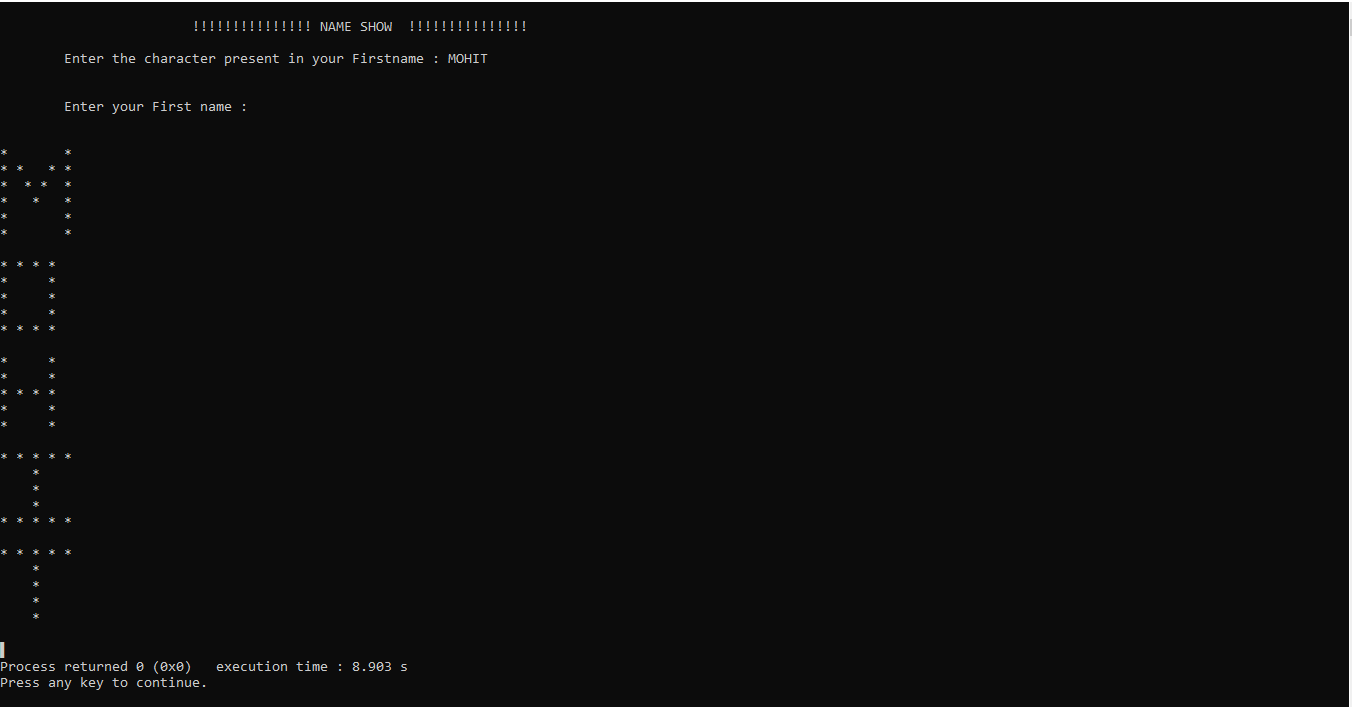 !!!!!!!!!!!!!!! NAME SHOW  !!!!!!!!!!!!!!!
Enter the character present in your Firstname : MOHIT
Enter your First name :
*       *
* *   * *
*  * *  *
*   *   *
*       *
*       *
* * * *
*     *
*     *
*     *
* * * *
*     *
*     *
* * * *
*     *
*     *
* * * * *
    *
    *
    *
* * * * *
* * * * *
    *
    *
    *
    *
Process returned 0 (0x0)   execution time : 8.903 s
Press any key to continue.